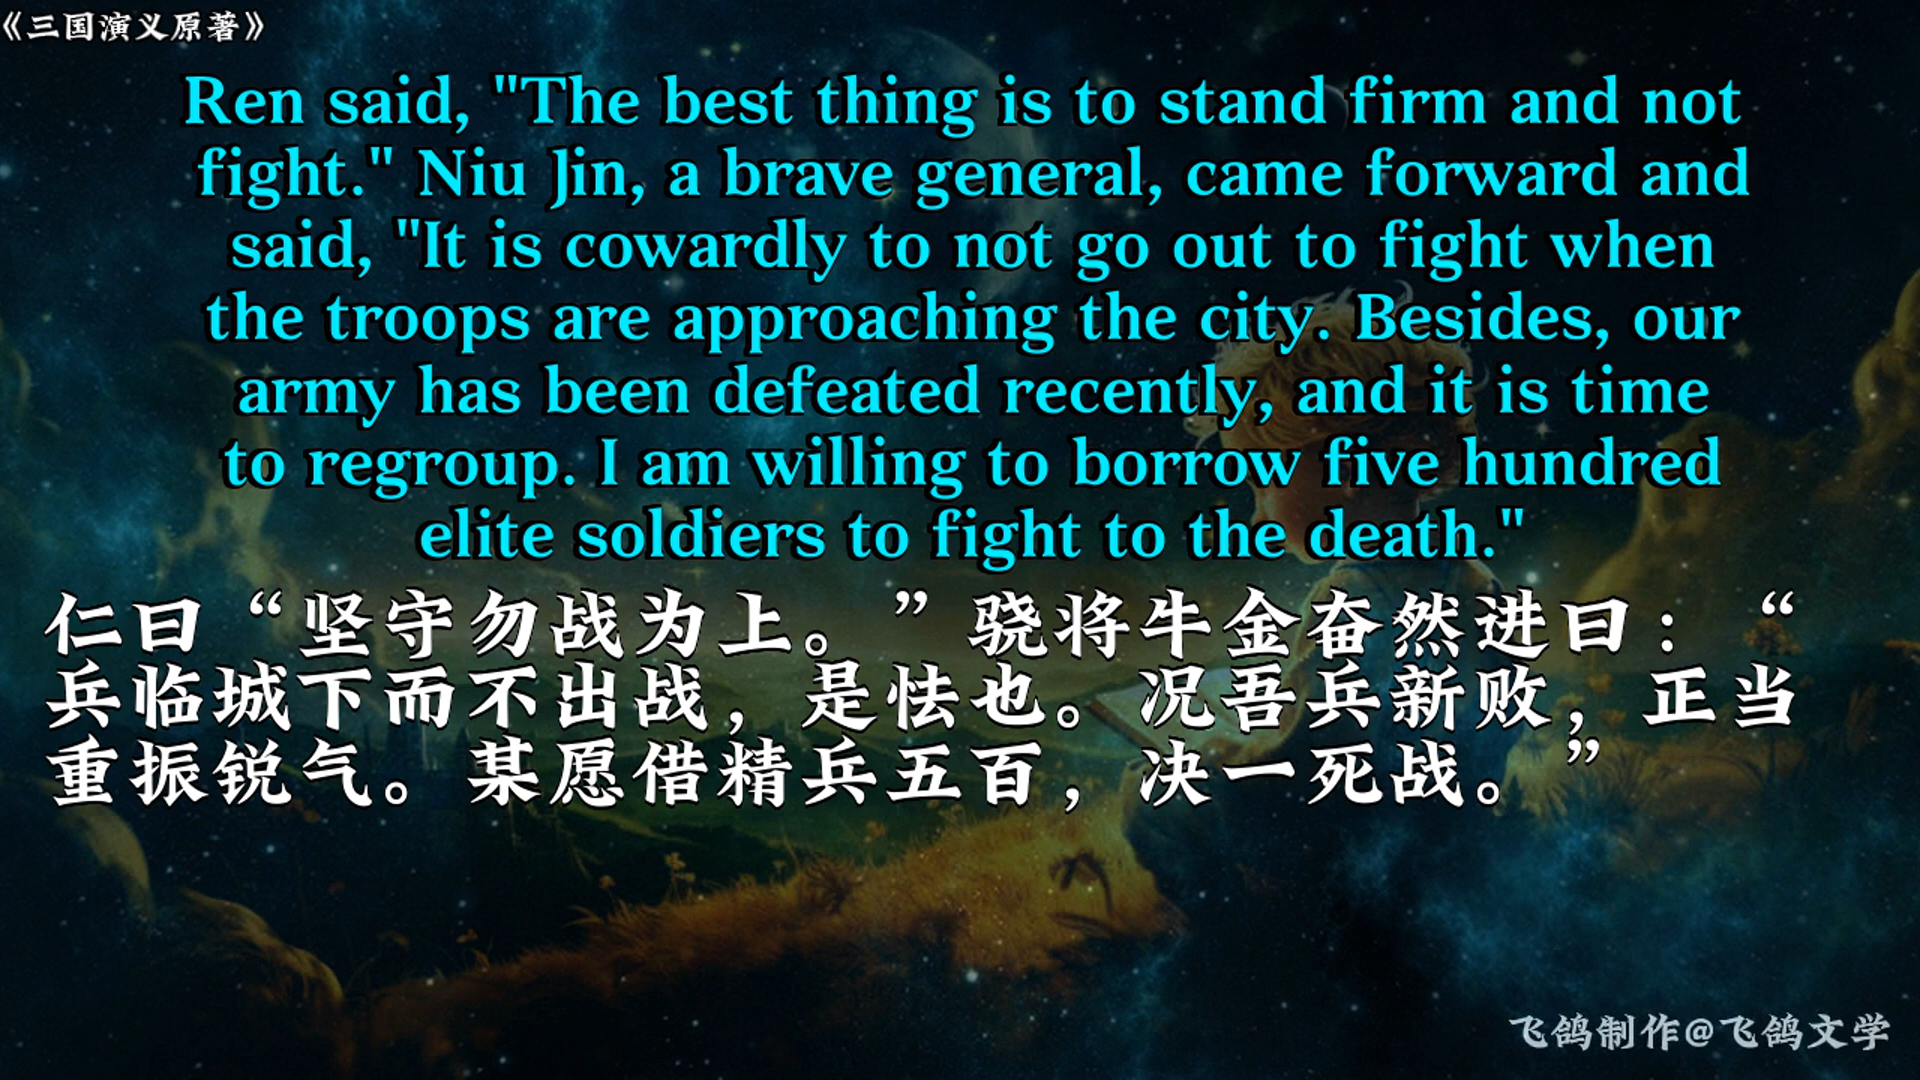 《三国演义原著》
Ren said, "The best thing is to stand firm and not
fight." Niu Jin, a brave general, came forward and
said, "It is cowardly to not go out to fight when
the troops are approaching the city. Besides, our
army has been defeated recently, and it is time
to regroup. I am willing to borrow five hundred
elite soldiers to fight to the death."
仁曰“坚守勿战为上。”骁将牛金奋然进曰：“
兵临城下而不出战，是怯也。况吾兵新败，正当
重振锐气。某愿借精兵五百，决一死战。”
飞鸽制作@飞鸽文学